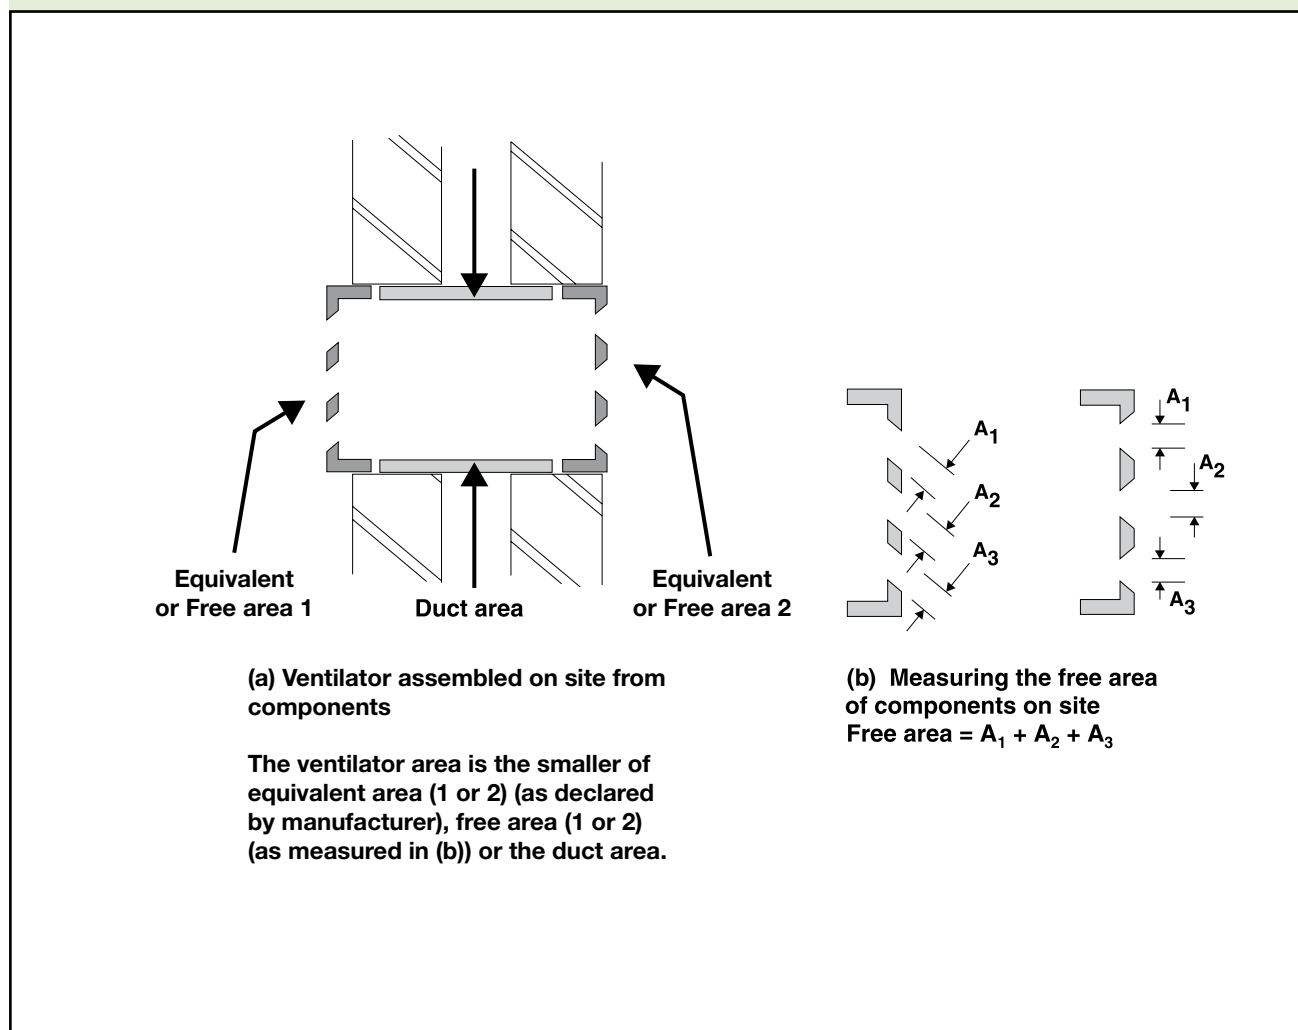 Equivalent
or Free area 1
Duct area
Equivalent
or Free area 2
(a) Ventilator assembled on site from
components
The ventilator area is the smaller of
equivalent area (1 or 2) (as declared
by manufacturer), free area (1 or 2)
(as measured in (b)) or the duct area.
A1
A2
A3
A1
A2
A3
(b) Measuring the free area
of components on site
Free area = A1 + A2 + A3